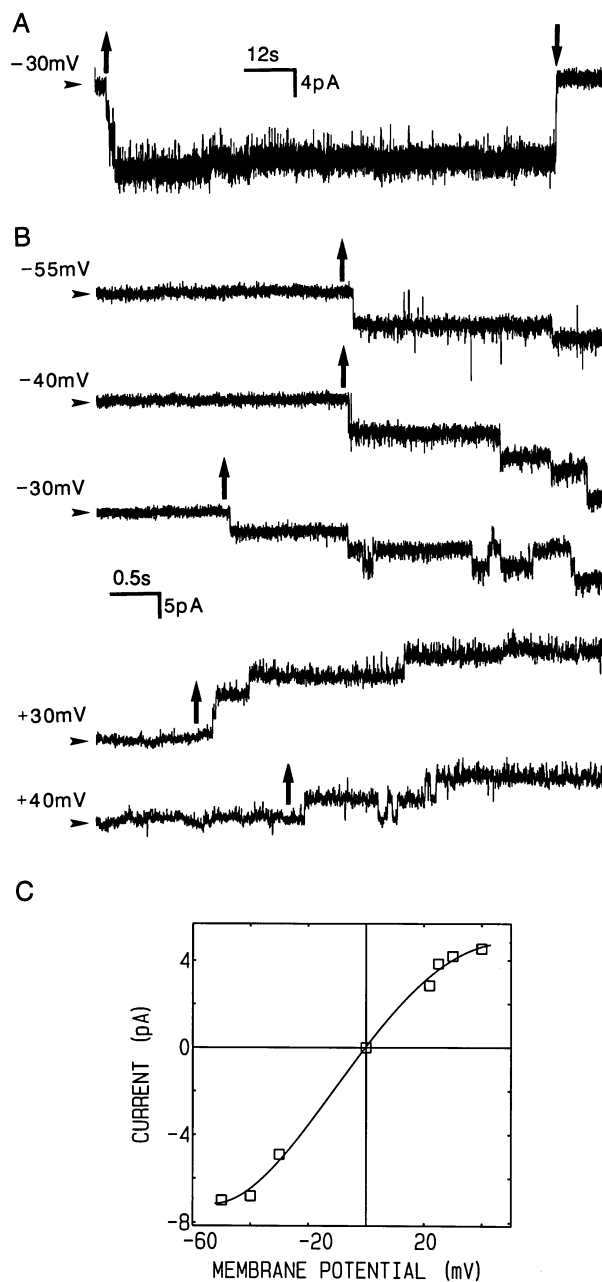 A
-30mV
12s
4pA
B
-55mV
-40mV
-30mV
0.5s
5pA
+30mV
+40mV
C
4
0
-4
-8
CURRENT (pA)
-60
-20
20
MEMBRANE POTENTIAL (mV)